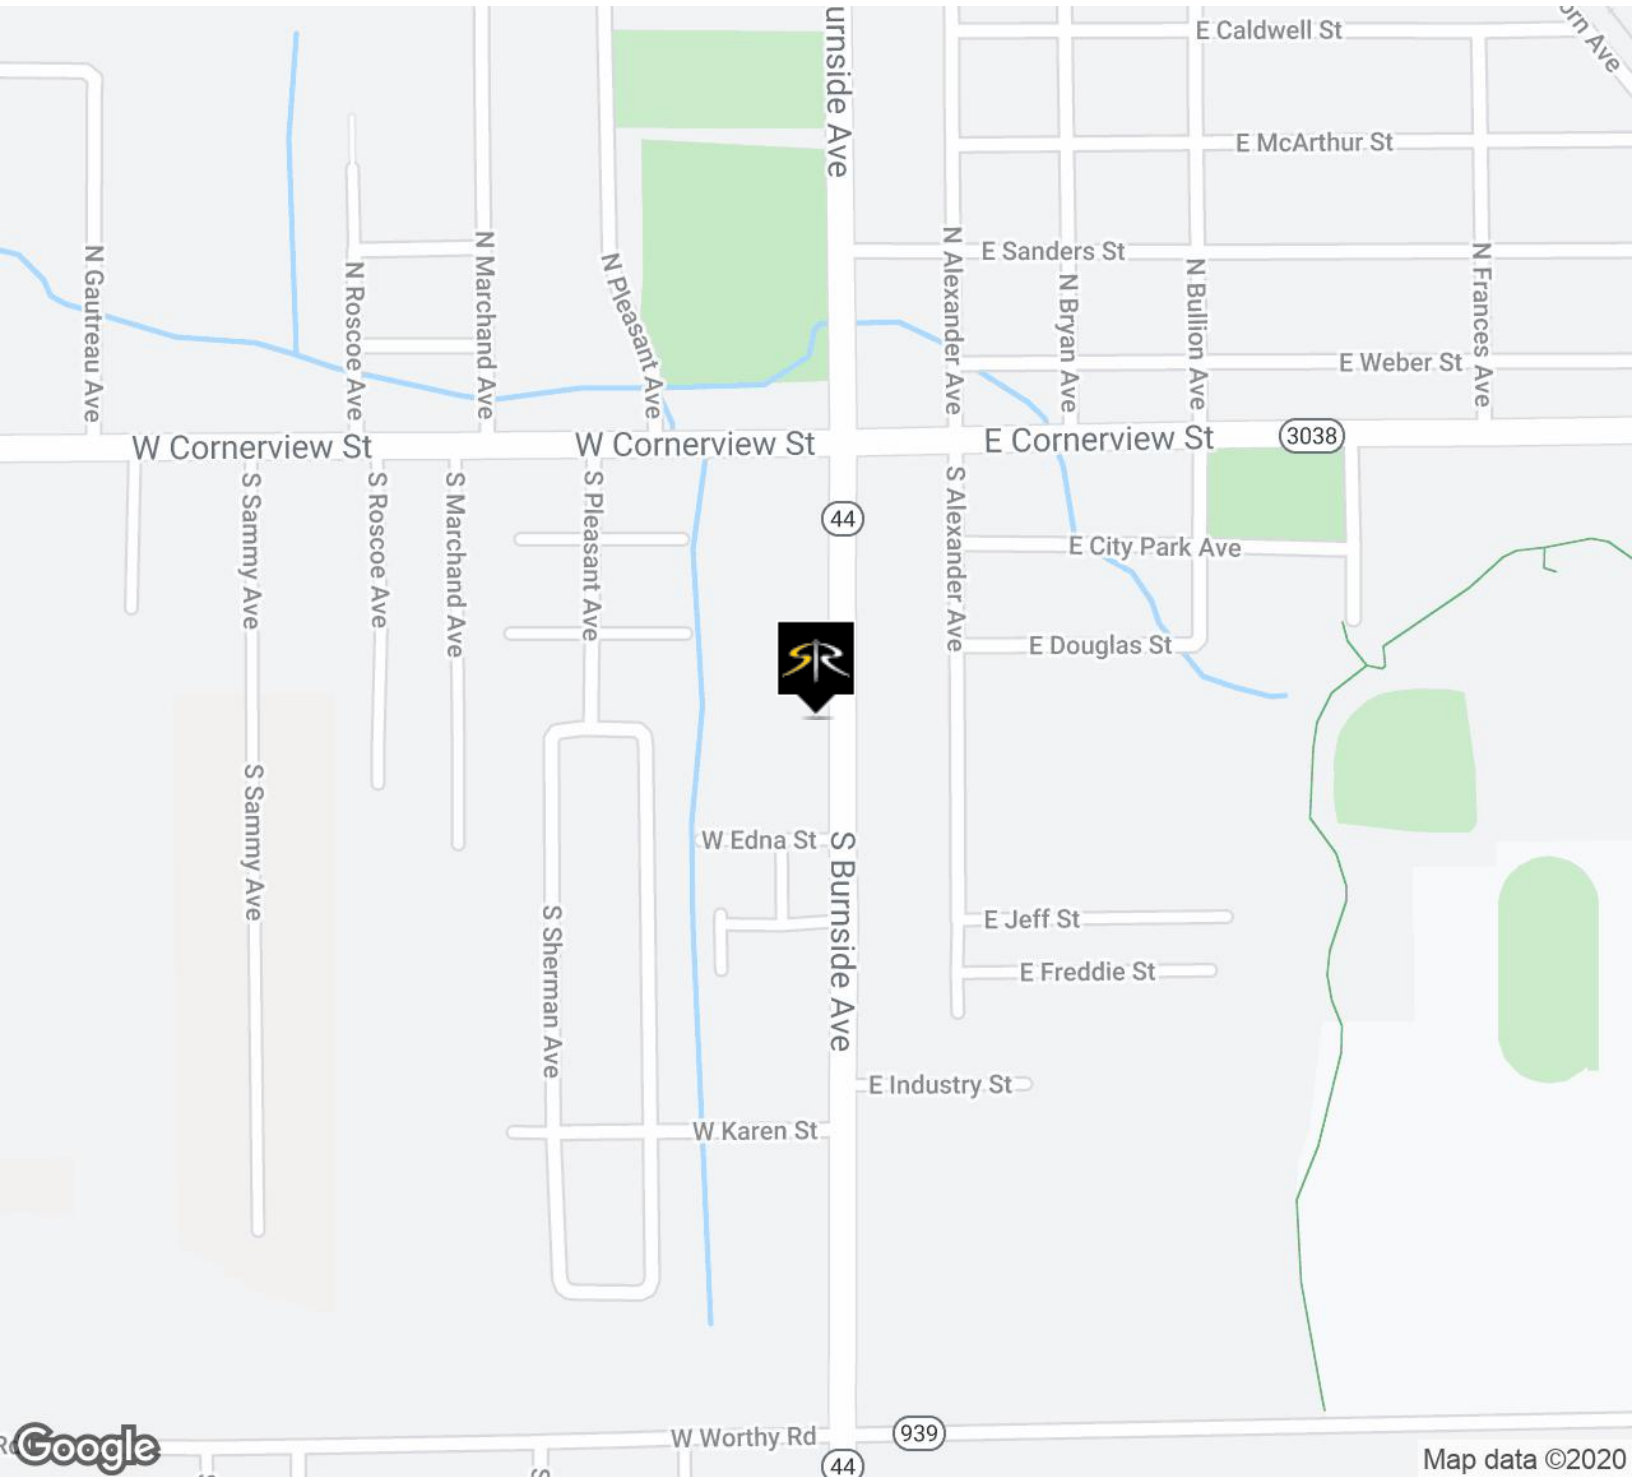 urnside Ave
E Caldwell St
orn Ave
E McArthur St
N Gautreau Ave
N Roscoe Ave
N Marchand Ave
N Pleasant Ave
N Alexander Ave
E Sanders St
N Bryan Ave
N Bullion Ave
N Frances Ave
E Weber St
W Cornerview St
W Cornerview St
E Cornerview St
3038
S Sammy Ave
S Roscoe Ave
S Marchand Ave
S Pleasant Ave
44
S Alexander Ave
E City Park Ave
E Douglas St
SR
S Sammy Ave
W Edna St
S Burnside Ave
S Sherman Ave
E Jeff St
E Freddie St
E Industry St
W Karen St
W Worthy Rd
939
44
Google
Map data ©2020